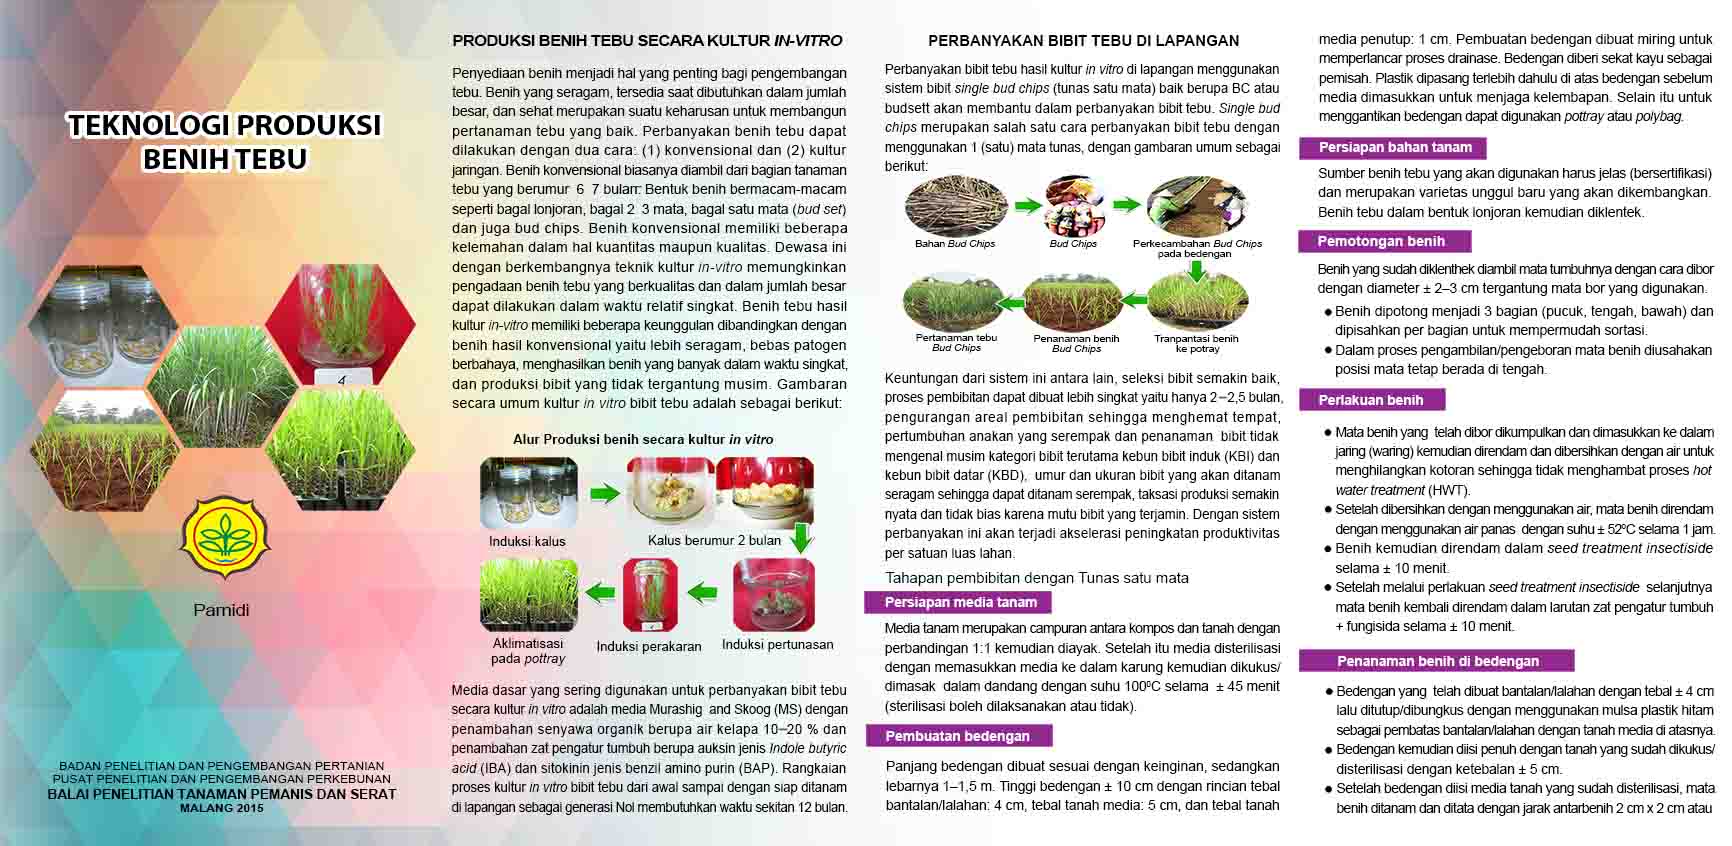 TEKNOLOGI PRODUKSI
BENIH TEBU
4
Parnidi
BADAN PENELITIAN DAN PENGEMBANGAN PERTANIAN
PUSAT PENELITIAN DAN PENGEMBANGAN PERKEBUNAN
BALAI PENELITIAN TANAMAN PEMANIS DAN SERAT
MALANG 2015
PRODUKSI BENIH TEBU SECARA KULTUR IN-VITRO
Penyediaan benih menjadi hal yang penting bagi pengembangan
tebu. Benih yang seragam, tersedia saat dibutuhkan dalam jumlah
besar, dan sehat merupakan suatu keharusan untuk membangun
pertanaman tebu yang baik. Perbanyakan benih tebu dapat
dilakukan dengan dua cara: (1) konvensional dan (2) kultur
jaringan. Benih konvensional biasanya diambil dari bagian tanaman
tebu yang berumur 6 7 bulan: Bentuk benih bermacam-macam
seperti bagal lonjoran, bagal 2 3 mata, bagal satu mata (bud set)
dan juga bud chips. Benih konvensional memiliki beberapa
kelemahan dalam hal kuantitas maupun kualitas. Dewasa ini
dengan berkembangnya teknik kultur in-vitro memungkinkan
pengadaan benih tebu yang berkualitas dan dalam jumlah besar
dapat dilakukan dalam waktu relatif singkat. Benih tebu hasil
kultur in-vitro memiliki beberapa keunggulan dibandingkan dengan
benih hasil konvensional yaitu lebih seragam, bebas patogen
berbahaya, menghasilkan benih yang banyak dalam waktu singkat,
dan produksi bibit yang tidak tergantung musim. Gambaran
secara umum kultur in vitro bibit tebu adalah sebagai berikut:
Alur Produksi benih secara kultur in vitro
Induksi kalus
Kalus berumur 2 bulan
Aklimatisasi
pada pottray
Induksi perakaran
Induksi pertunasan
Media dasar yang sering digunakan untuk perbanyakan bibit tebu
secara kultur in vitro adalah media Murashig and Skoog (MS) dengan
penambahan senyawa organik berupa air kelapa 10–20 % dan
penambahan zat pengatur tumbuh berupa auksin jenis Indole butyric
acid (IBA) dan sitokinin jenis benzil amino purin (BAP). Rangkaian
proses kultur in vitro bibit tebu dari awal sampai dengan siap ditanam
di lapangan sebagai generasi Nol membutuhkan waktu sekitan 12 bulan.
PERBANYAKAN BIBIT TEBU DI LAPANGAN
Perbanyakan bibit tebu hasil kultur in vitro di lapangan menggunakan
sistem bibit single bud chips (tunas satu mata) baik berupa BC atau
budsett akan membantu dalam perbanyakan bibit tebu. Single bud
chips merupakan salah satu cara perbanyakan bibit tebu dengan
menggunakan 1 (satu) mata tunas, dengan gambaran umum sebagai
berikut:
Bahan Bud Chips
Bud Chips
Perkecambahan Bud Chips
pada bedengan
Pertanaman tebu
Bud Chips
Penanaman benih
Bud Chips
Tranpantasi benih
ke potray
Keuntungan dari sistem ini antara lain, seleksi bibit semakin baik,
proses pembibitan dapat dibuat lebih singkat yaitu hanya 2–2,5 bulan,
pengurangan areal pembibitan sehingga menghemat tempat,
pertumbuhan anakan yang serempak dan penanaman bibit tidak
mengenal musim kategori bibit terutama kebun bibit induk (KBI) dan
kebun bibit datar (KBD), umur dan ukuran bibit yang akan ditanam
seragam sehingga dapat ditanam serempak, taksasi produksi semakin
nyata dan tidak bias karena mutu bibit yang terjamin. Dengan sistem
perbanyakan ini akan terjadi akselerasi peningkatan produktivitas
per satuan luas lahan.
Tahapan pembibitan dengan Tunas satu mata
Persiapan media tanam
Media tanam merupakan campuran antara kompos dan tanah dengan
perbandingan 1:1 kemudian diayak. Setelah itu media disterilisasi
dengan memasukkan media ke dalam karung kemudian dikukus/
dimasak dalam dandang dengan suhu 100⁰C selama ± 45 menit
(sterilisasi boleh dilaksanakan atau tidak).
Pembuatan bedengan
Panjang bedengan dibuat sesuai dengan keinginan, sedangkan
lebarnya 1–1,5 m. Tinggi bedengan ± 10 cm dengan rincian tebal
bantalan/lalahan: 4 cm, tebal tanah media: 5 cm, dan tebal tanah
media penutup: 1 cm. Pembuatan bedengan dibuat miring untuk
memperlancar proses drainase. Bedengan diberi sekat kayu sebagai
pemisah. Plastik dipasang terlebih dahulu di atas bedengan sebelum
media dimasukkan untuk menjaga kelembapan. Selain itu untuk
menggantikan bedengan dapat digunakan pottray atau polybag.
Persiapan bahan tanam
Sumber benih tebu yang akan digunakan harus jelas (bersertifikasi)
dan merupakan varietas unggul baru yang akan dikembangkan.
Benih tebu dalam bentuk lonjoran kemudian diklentek.
Pemotongan benih
Benih yang sudah diklenthek diambil mata tumbuhnya dengan cara dibor
dengan diameter ± 2–3 cm tergantung mata bor yang digunakan.
● Benih dipotong menjadi 3 bagian (pucuk, tengah, bawah) dan
dipisahkan per bagian untuk mempermudah sortasi.
● Dalam proses pengambilan/pengeboran mata benih diusahakan
posisi mata tetap berada di tengah.
Perlakuan benih
● Mata benih yang telah dibor dikumpulkan dan dimasukkan ke dalam
jaring (waring) kemudian direndam dan dibersihkan dengan air untuk
menghilangkan kotoran sehingga tidak menghambat proses hot
water treatment (HWT).
● Setelah dibersihkan dengan menggunakan air, mata benih direndam
dengan menggunakan air panas dengan suhu ± 52⁰C selama 1 jam.
● Benih kemudian direndam dalam seed treatment insectiside
selama ± 10 menit.
● Setelah melalui perlakuan seed treatment insectiside selanjutnya
mata benih kembali direndam dalam larutan zat pengatur tumbuh
+ fungisida selama ± 10 menit.
Penanaman benih di bedengan
● Bedengan yang telah dibuat bantalan/lalahan dengan tebal ± 4 cm
lalu ditutup/dibungkus dengan menggunakan mulsa plastik hitam
sebagai pembatas bantalan/lalahan dengan tanah media di atasnya.
● Bedengan kemudian diisi penuh dengan tanah yang sudah dikukus/
disterilisasi dengan ketebalan ± 5 cm.
● Setelah bedengan diisi media tanah yang sudah disterilisasi, mata
benih ditanam dan ditata dengan jarak antarbenih 2 cm x 2 cm atau